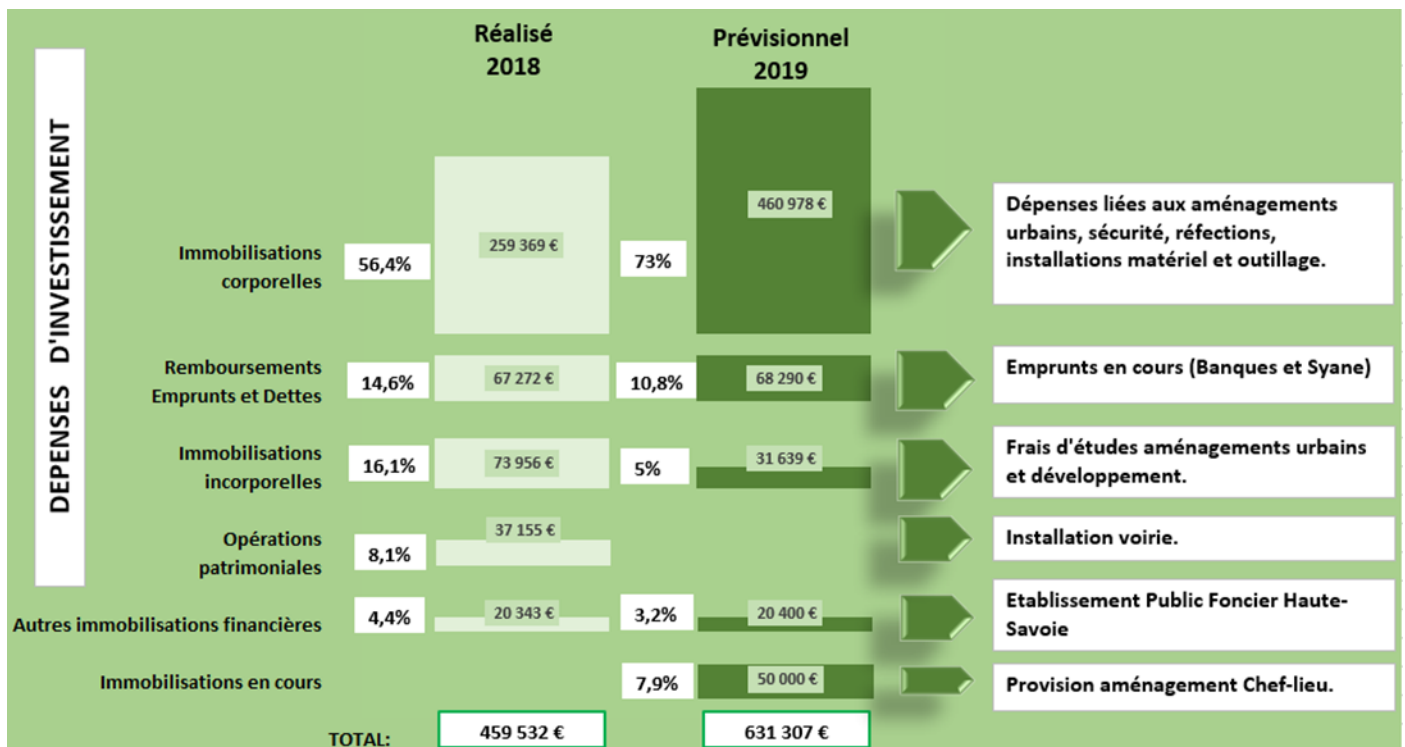 Réalisé
2018
Prévisionnel
2019
DEPENSES D'INVESTISSEMENT
Immobilisations
corporelles
56,4%
259 369 €
73%
460 978 €
Dépenses liées aux aménagements
urbains, sécurité, réfections,
installations matériel et outillage.
Remboursements
Emprunts et Dettes
14,6%
67 272 €
10,8%
68 290 €
Emprunts en cours (Banques et Syane)
Immobilisations
incorporelles
16,1%
73 956 €
5%
31 639 €
Frais d'études aménagements urbains
et développement.
Opérations
patrimoniales
8,1%
37 155 €
Installation voirie.
Autres immobilisations financières
4,4%
20 343 €
3,2%
20 400 €
Etablissement Public Foncier Haute-
Savoie
Immobilisations en cours
7,9%
50 000 €
Provision aménagement Chef-lieu.
TOTAL:
459 532 €
631 307 €